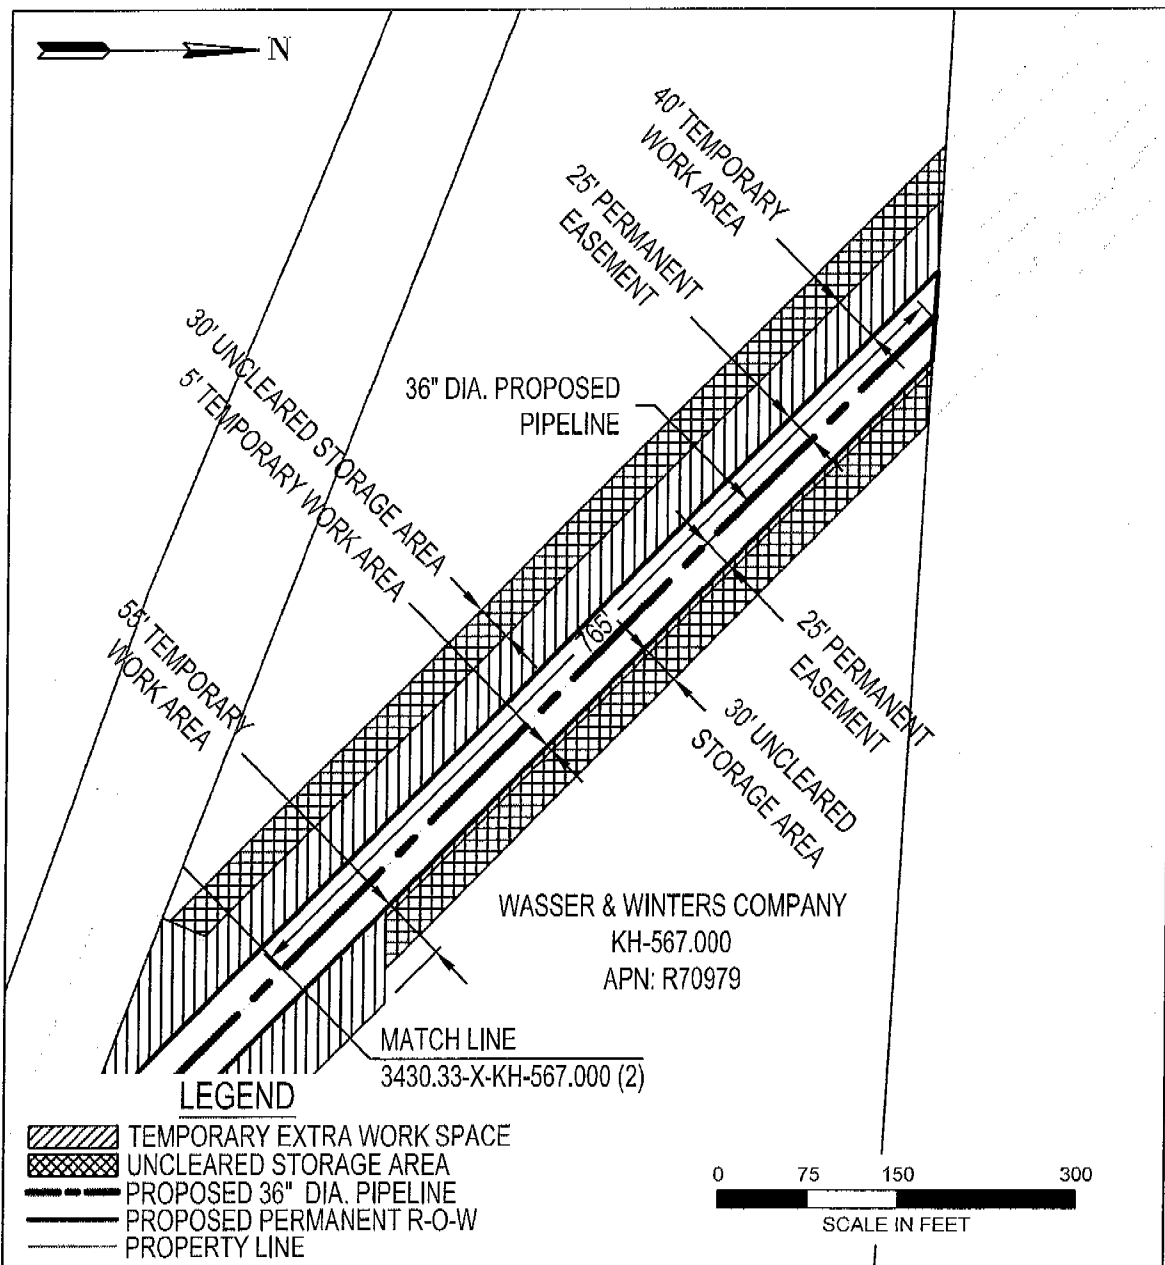 N
40' TEMPORARY
WORK AREA
25' PERMANENT
EASEMENT
30' UNCLEARED STORAGE AREA
5' TEMPORARY WORK AREA
36" DIA. PROPOSED
PIPELINE
55' TEMPORARY
WORK AREA
765'
25' PERMANENT
EASEMENT
30' UNCLEARED
STORAGE AREA
WASSER & WINTERS COMPANY
KH-567.000
APN: R70979
MATCH LINE
3430.33-X-KH-567.000 (2)
LEGEND
TEMPORARY EXTRA WORK SPACE
UNCLEARED STORAGE AREA
PROPOSED 36" DIA. PIPELINE
PROPOSED PERMANENT R-O-W
PROPERTY LINE
0 75 150 300
SCALE IN FEET